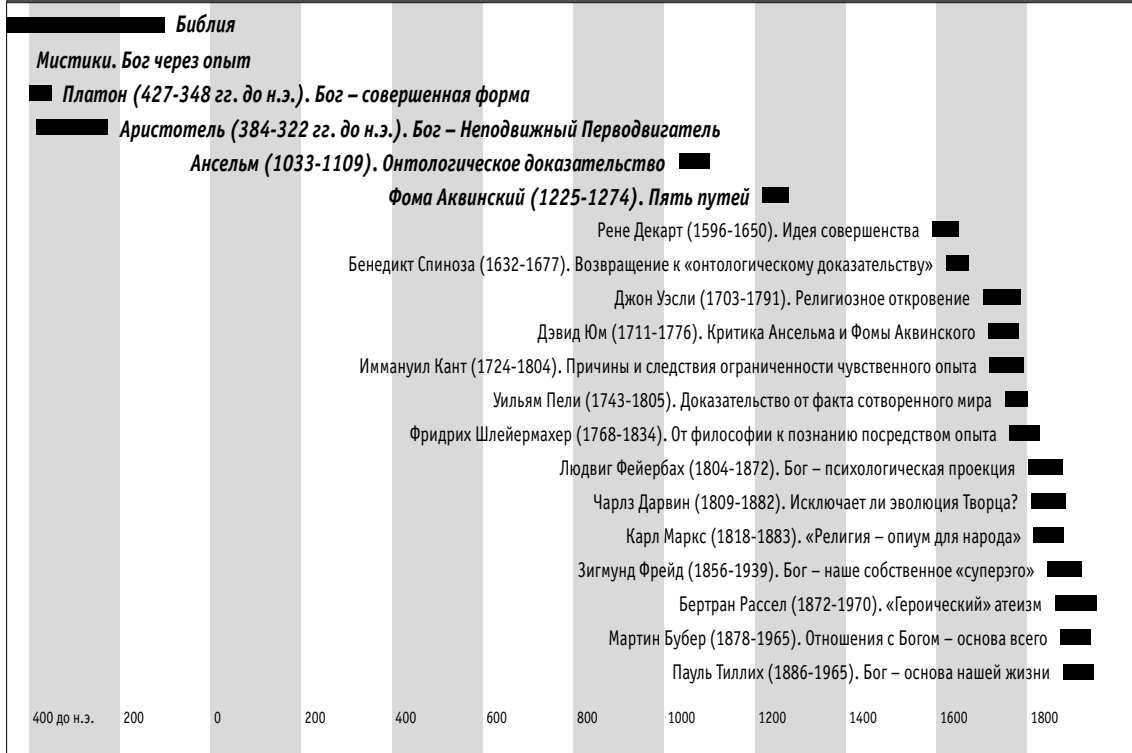 Библия
Мистики. Бог через опыт
Платон (427-348 гг. до н.э.). Бог – совершенная форма
Аристотель (384-322 гг. до н.э.). Бог – Неподвижный Перводвигатель
Ансельм (1033-1109). Онтологическое доказательство
Фома Аквинский (1225-1274). Пять путей
Рене Декарт (1596-1650). Идея совершенства
Бенедикт Спиноза (1632-1677). Возвращение к «онтологическому доказательству»
Джон Уэсли (1703-1791). Религиозное откровение
Дэвид Юм (1711-1776). Критика Ансельма и Фомы Аквинского
Иммануил Кант (1724-1804). Причины и следствия ограниченности чувственного опыта
Уильям Пели (1743-1805). Доказательство от факта сотворенного мира
Фридрих Шлейермахер (1768-1834). От философии к познанию посредством опыта
Людвиг Фейербах (1804-1872). Бог – психологическая проекция
Чарлз Дарвин (1809-1882). Исключает ли эволюция Творца?
Карл Маркс (1818-1883). «Религия – опиум для народа»
Зигмунд Фрейд (1856-1939). Бог – наше собственное «суперэго»
Бертран Рассел (1872-1970). «Героический» атеизм
Мартин Бубер (1878-1965). Отношения с Богом – основа всего
Пауль Тиллих (1886-1965). Бог – основа нашей жизни
400 до н.э. 200 0 200 400 600 800 1000 1200 1400 1600 1800